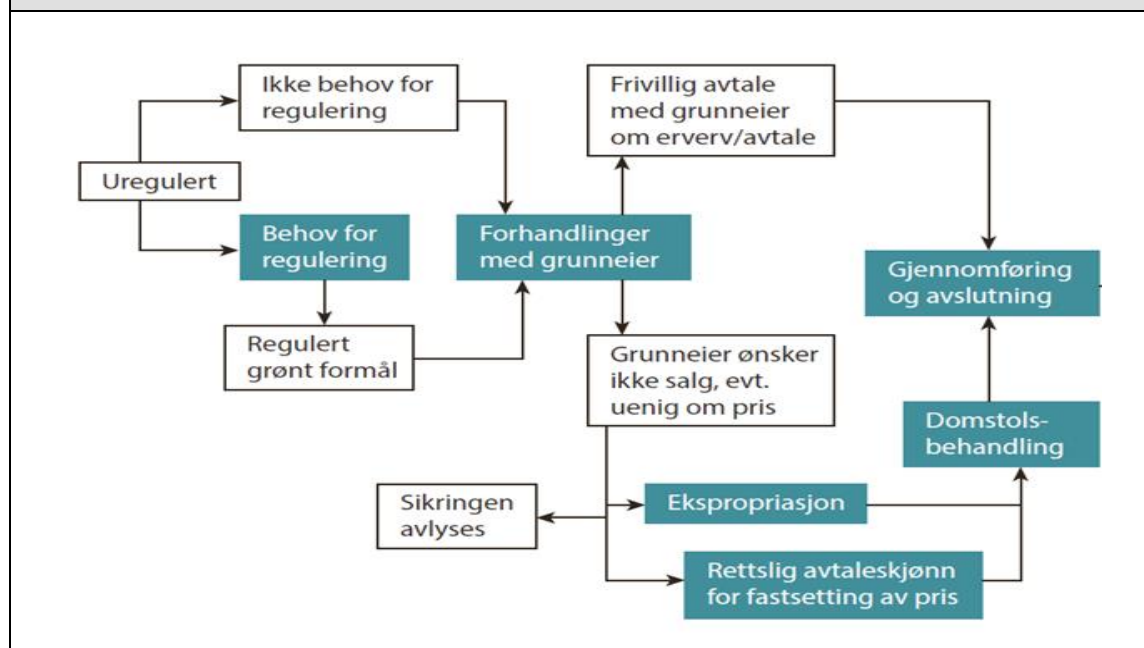 Ikke behov for
regulering
Uregulert
Behov for
regulering
Regulert
grønt formål
Forhandlinger
med grunneier
Frivillig avtale
med grunneier
om erverv/avtale
Grunneier ønsker
ikke salg, evt.
uenig om pris
Sikringen
avlyses
Ekspropriasjon
Rettslig avtaleskjønn
for fastsetting av pris
Domstols-
behandling
Gjennomføring
og avslutning